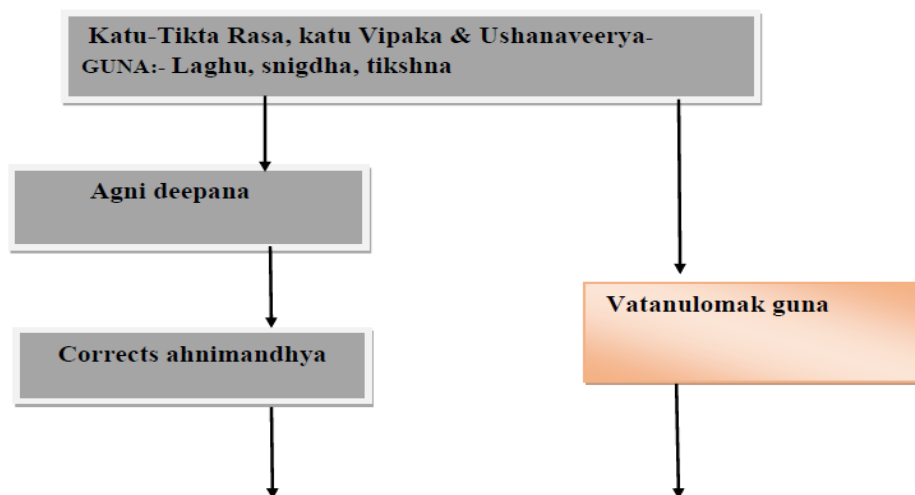 Katu-Tikta Rasa, katu Vipaka & Ushanaveerya-
GUNA:- Laghu, snigdha, tikshna
Agni deepana
Vatanulomak guna
Corrects ahnimandhya